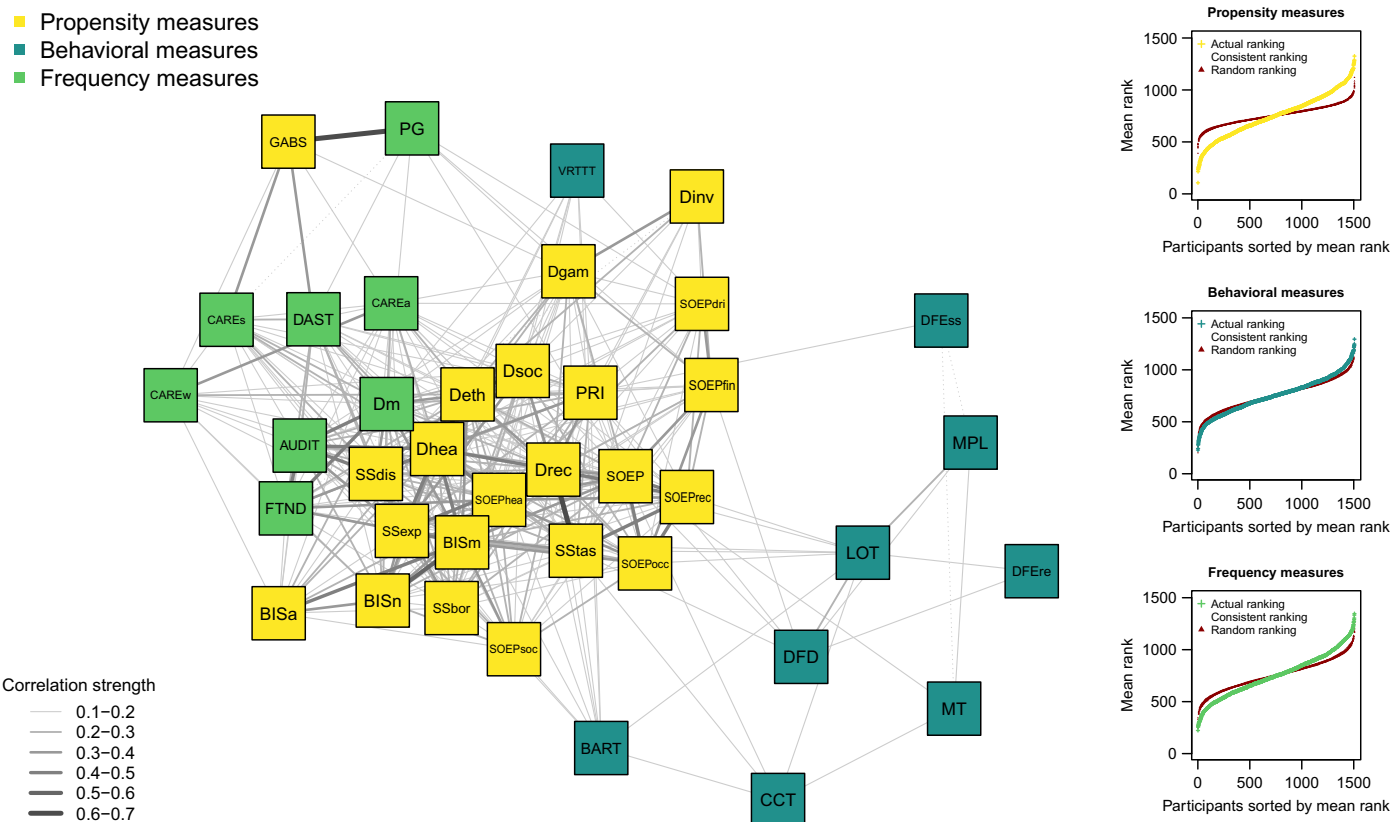 Propensity measures
Behavioral measures
Frequency measures
GABS
PG
VRTTT
Dinv
Dgam
CAREs
DAST
CAREa
SOEPdri
DFEss
CAREw
Dm
Deth
Dsoc
PRI
SOEPfin
AUDIT
Dhea
MPL
SSdis
SOEPhea
Drec
SOEP
SOEPrec
FTND
SSexp
BISm
SStas
SOEPocc
LOT
DFEre
BISa
BISn
SSbor
SOEPsoc
DFD
MT
BART
CCT
Correlation strength
0.1–0.2
0.2–0.3
0.3–0.4
0.4–0.5
0.5–0.6
0.6–0.7
Propensity measures
Mean rank
1500
1000
500
0
Actual ranking
Consistent ranking
Random ranking
0
500
1000
1500
Participants sorted by mean rank
Behavioral measures
Mean rank
1500
1000
500
0
Actual ranking
Consistent ranking
Random ranking
0
500
1000
1500
Participants sorted by mean rank
Frequency measures
Mean rank
1500
1000
500
0
Actual ranking
Consistent ranking
Random ranking
0
500
1000
1500
Participants sorted by mean rank